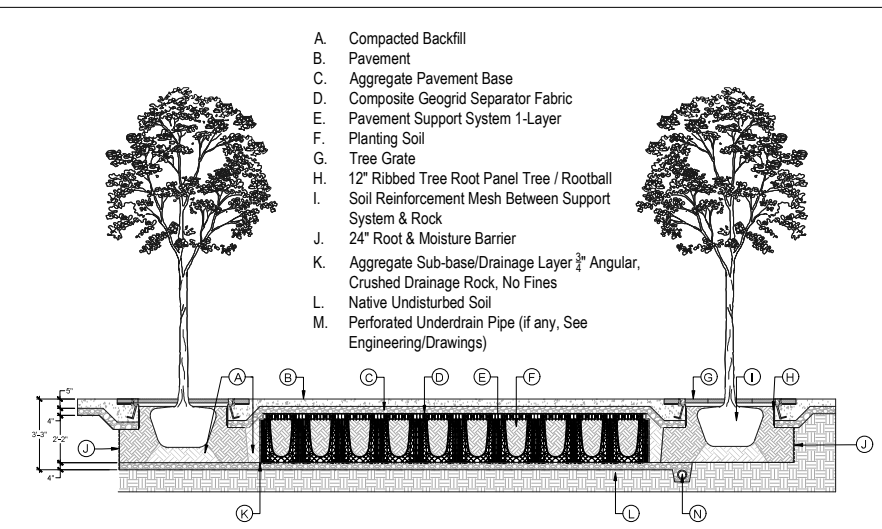 A. Compacted Backfill
B. Pavement
C. Aggregate Pavement Base
D. Composite Geogrid Separator Fabric
E. Pavement Support System 1-Layer
F. Planting Soil
G. Tree Grate
H. 12" Ribbed Tree Root Panel Tree / Rootball
I. Soil Reinforcement Mesh Between Support
System & Rock
J. 24" Root & Moisture Barrier
K. Aggregate Sub-base/Drainage Layer 3/4" Angular,
Crushed Drainage Rock, No Fines
L. Native Undisturbed Soil
M. Perforated Underdrain Pipe (if any, See
Engineering/Drawings)
A B C D E F G I H
5"
4"
3'-3" 2'-2"
J J
4"
K L N